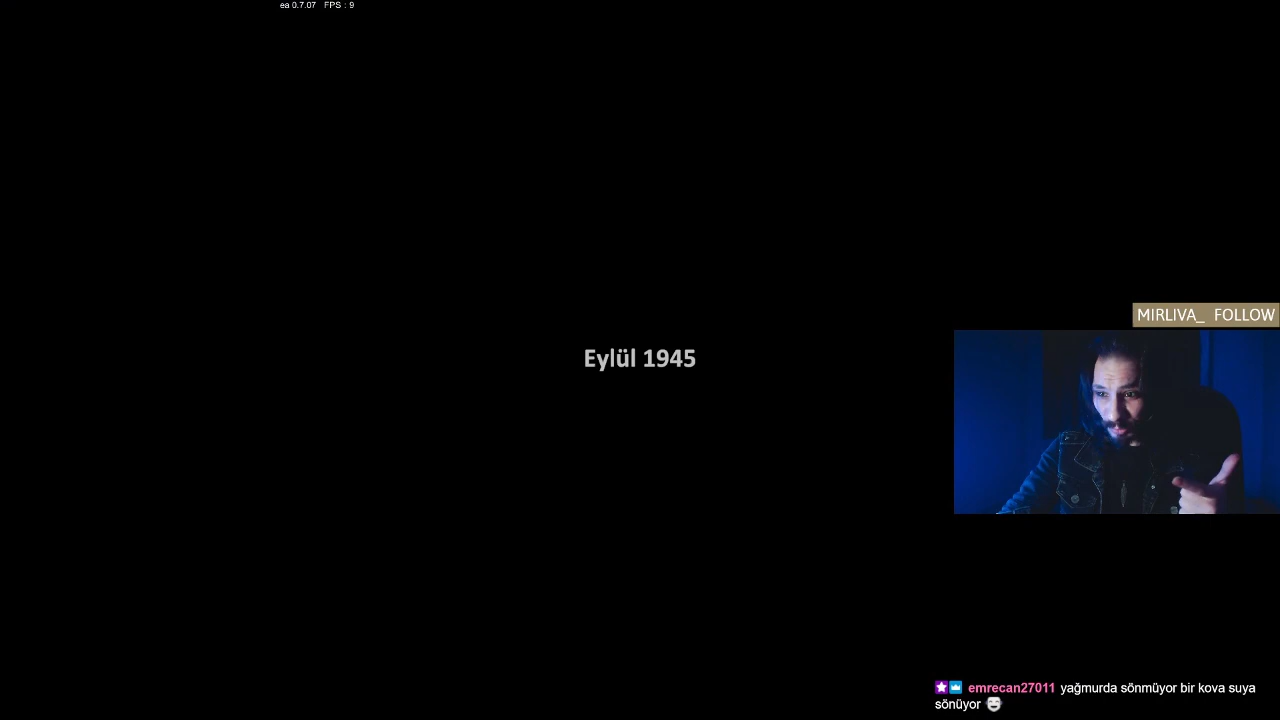 ea 0.7.07 FPS : 9
Eylül 1945
MIRLIVA_ FOLLOW
emrecan27011 yağmurda sönmüyor bir kova suya
sönüyor